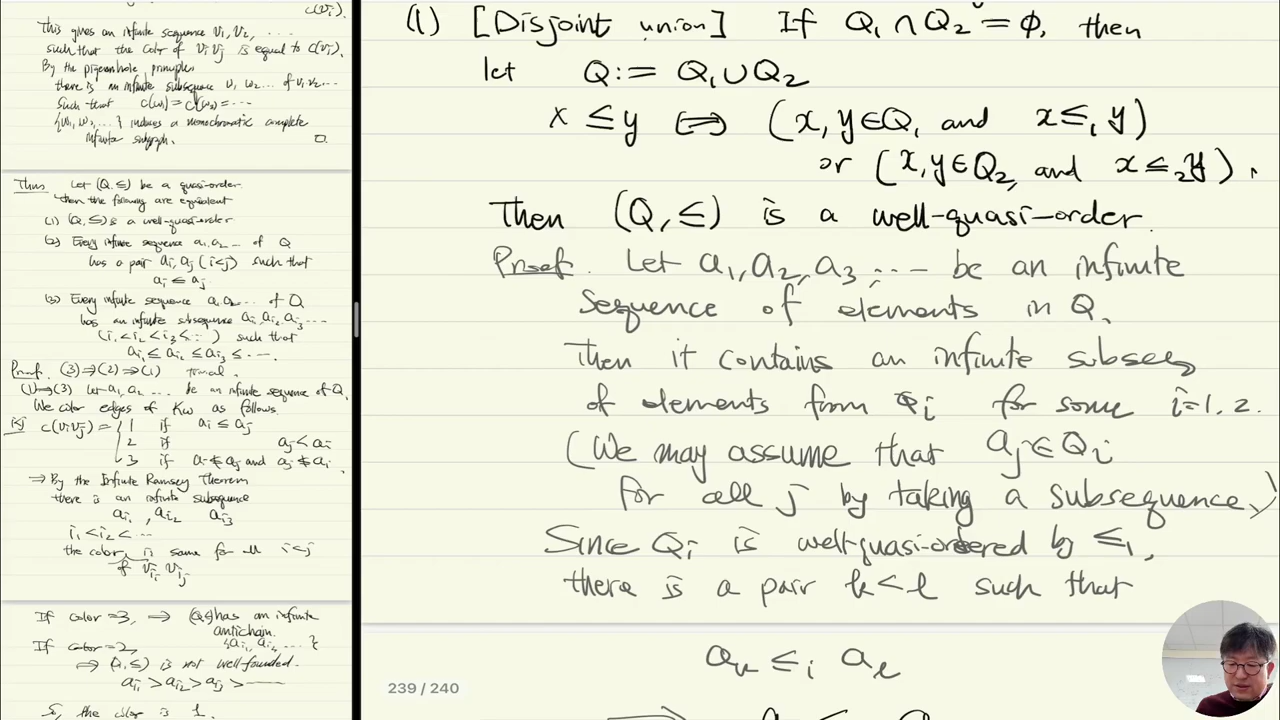 c(vi).
This gives an infinite sequence v1, v2, ....
such that the color of vi vj is equal to c(vi).
By the pigeonhole principle,
there is an infinite subsequence w1 w2... of v1 v2...
such that c(w1) = c(w2) = ...
{w1, w2, ...} induces a monochromatic complete
infinite subgraph. □
Thm Let (Q, ≤) be a quasi-order
then the following are equivalent
(1) (Q, ≤) is a well-quasi-order
(2) Every infinite sequence a1, a2 ... of Q
has a pair ai, aj (i<j) such that
ai ≤ aj.
(3) Every infinite sequence a1 a2 ... of Q
has an infinite subsequence ai1 ai2 ai3 ...
(i1 < i2 < i3 < ...) such that
ai1 ≤ ai2 ≤ ai3 ≤ ....
Proof. (3)⇒(2)⇒(1) trivial.
(1)⇒(3) Let a1, a2 ... be an infinite sequence of Q.
We color edges of Kω as follows
i<j c(vi vj) = { 1 if ai ≤ aj
2 if aj < ai
3 if ai ≰ aj and aj ≰ ai.
⇒ By the Infinite Ramsey Theorem
there is an infinite subsequence
ai1, ai2 ai3
i1 < i2 < ...
the color is same for all i<j
of vii vij
If color = 3, ⇒ (Q, ≤) has an infinite
antichain.
If color = 2, {ai1, ai2, ...}
⇒ (Q, ≤) is not well-founded.
ai1 > ai2 > ai3 > ——
So, the color is 1.
(1) [Disjoint union] If Q1 ∩ Q2 = ∅, then
let Q := Q1 ∪ Q2
x ≤ y ⟺ (x, y ∈ Q1 and x ≤1 y)
or (x, y ∈ Q2, and x ≤2 y).
Then (Q, ≤) is a well-quasi-order.
Proof. Let a1, a2, a3, ... be an infinite
sequence of elements in Q.
Then it contains an infinite subseq
of elements from Qi for some i=1, 2.
(We may assume that aj ∈ Qi
for all j by taking a subsequence)
Since Qi is well-quasi-ordered by ≤i,
there is a pair k < l such that
239 / 240
ak ≤i al